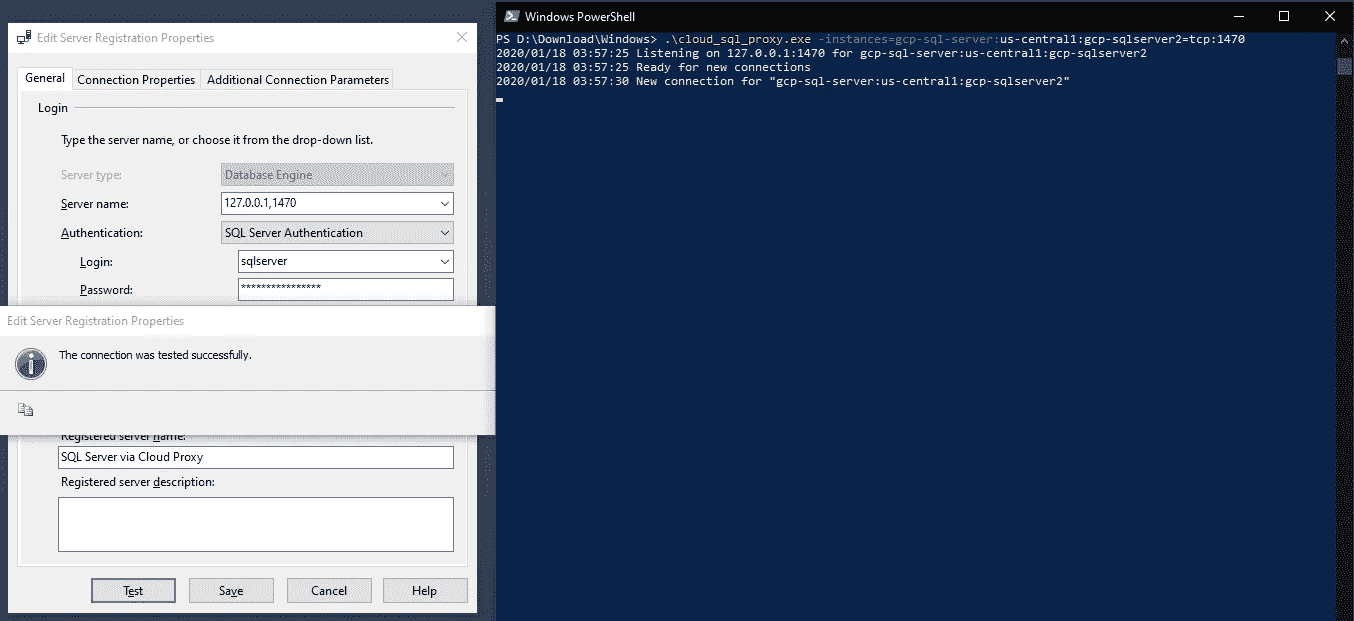 Edit Server Registration Properties
General
Connection Properties
Additional Connection Parameters
Login
Type the server name, or choose it from the drop-down list.
Server type:
Database Engine
Server name:
127.0.0.1,1470
Authentication:
SQL Server Authentication
Login:
sqlserver
Password:
****************
Edit Server Registration Properties
The connection was tested successfully.
Registered server name:
SQL Server via Cloud Proxy
Registered server description:
Test
Save
Cancel
Help
Windows PowerShell
PS D:\Download\Windows> .\cloud_sql_proxy.exe -instances=gcp-sql-server:us-central1:gcp-sqlserver2=tcp:1470
2020/01/18 03:57:25 Listening on 127.0.0.1:1470 for gcp-sql-server:us-central1:gcp-sqlserver2
2020/01/18 03:57:25 Ready for new connections
2020/01/18 03:57:30 New connection for "gcp-sql-server:us-central1:gcp-sqlserver2"